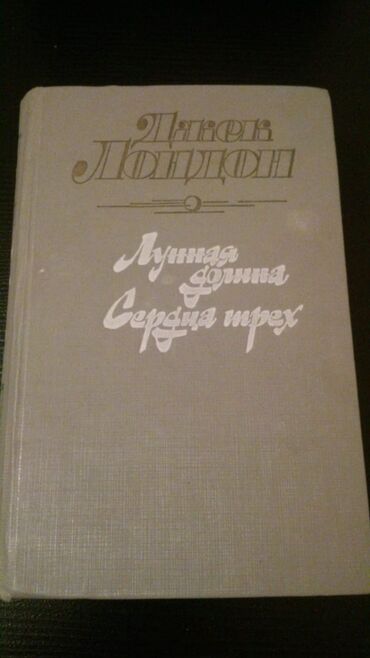 Джек
Лондон
Лунная
долина
Сердца трех